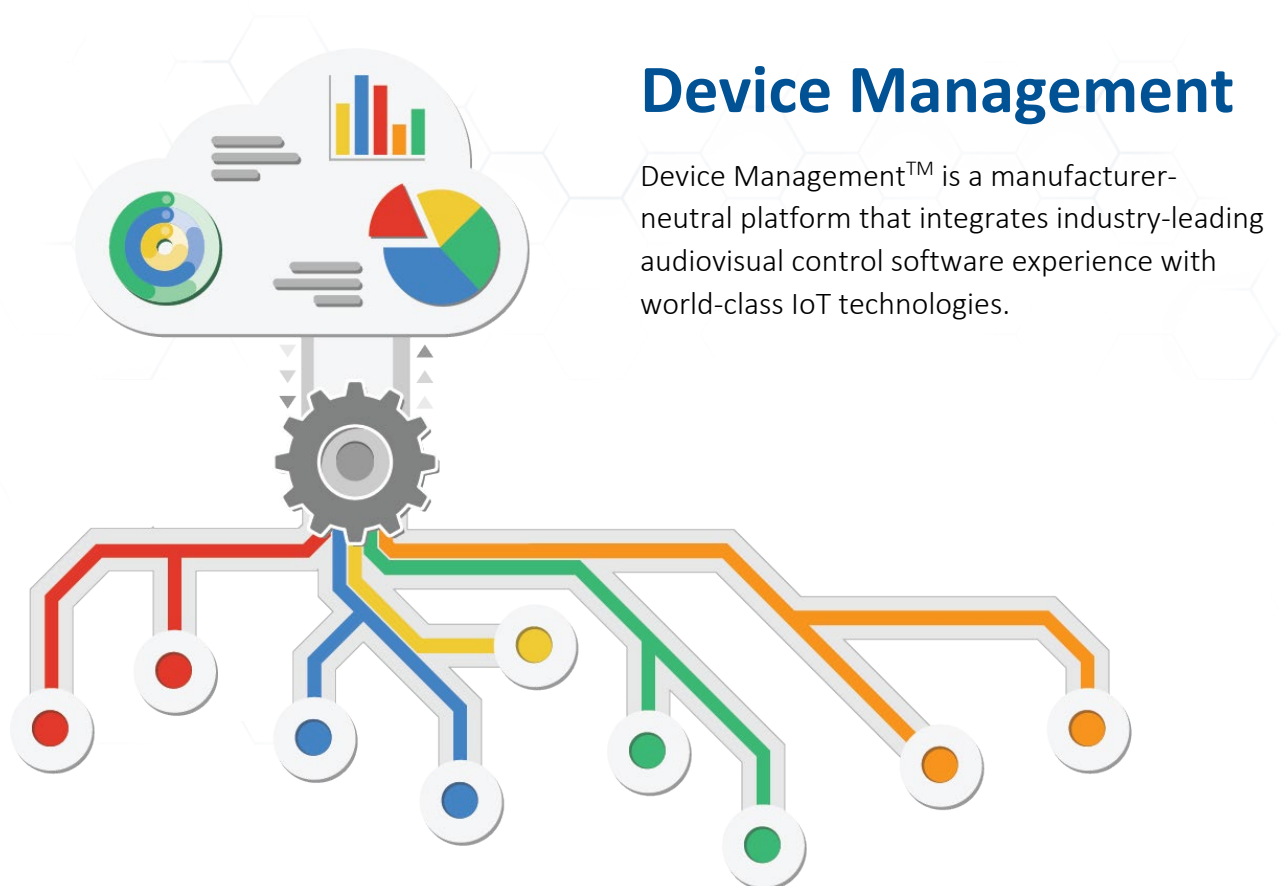 Device Management
Device Management™ is a manufacturer-
neutral platform that integrates industry-leading
audiovisual control software experience with
world-class IoT technologies.